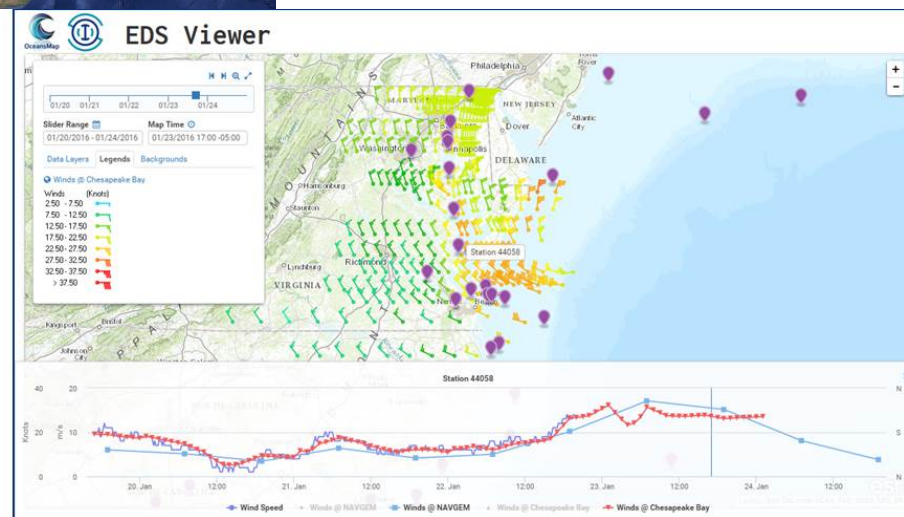 OceansMap
EDS Viewer
01/20 01/21 01/22 01/23 01/24
Slider Range Map Time
01/20/2016 - 01/24/2016 01/23/2016 17:00 -05:00
Data Layers Legends Backgrounds
Winds @ Chesapeake Bay
Winds (Knots)
2.50 - 7.50
7.50 - 12.50
12.50 - 17.50
17.50 - 22.50
22.50 - 27.50
27.50 - 32.50
32.50 - 37.50
> 37.50
+
-
Philadelphia
NEW JERSEY
Dover
Atlantic
City
Washington
DELAWARE
Staunton
Station 44058
Richmond
Lynchburg
VIRGINIA
Kingsport
Bristol
Johnson
City
Station 44058
40 20
20 10
0 0
Knots
m/s
N
S
N
20. Jan 12:00 21. Jan 12:00 22. Jan 12:00 23. Jan 12:00 24. Jan 12:00
Wind Speed Winds @ NAVGEM Winds @ NAVGEM Winds @ Chesapeake Bay Winds @ Chesapeake Bay